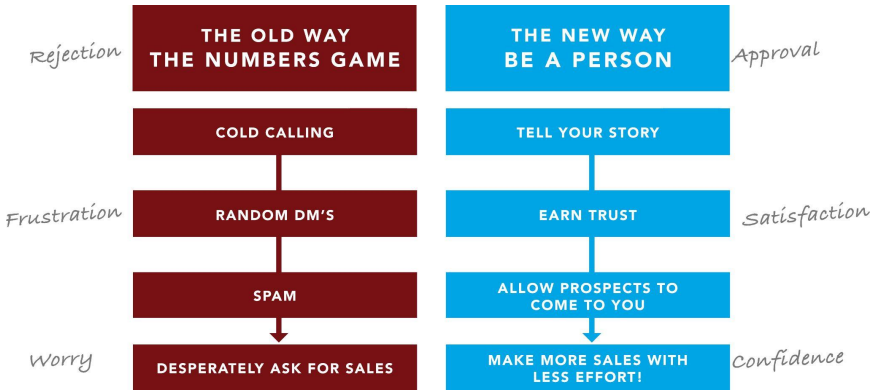 Rejection
THE OLD WAY
THE NUMBERS GAME
COLD CALLING
Frustration
RANDOM DM'S
SPAM
Worry
DESPERATELY ASK FOR SALES
THE NEW WAY
BE A PERSON
Approval
TELL YOUR STORY
EARN TRUST
Satisfaction
ALLOW PROSPECTS TO
COME TO YOU
MAKE MORE SALES WITH
LESS EFFORT!
Confidence